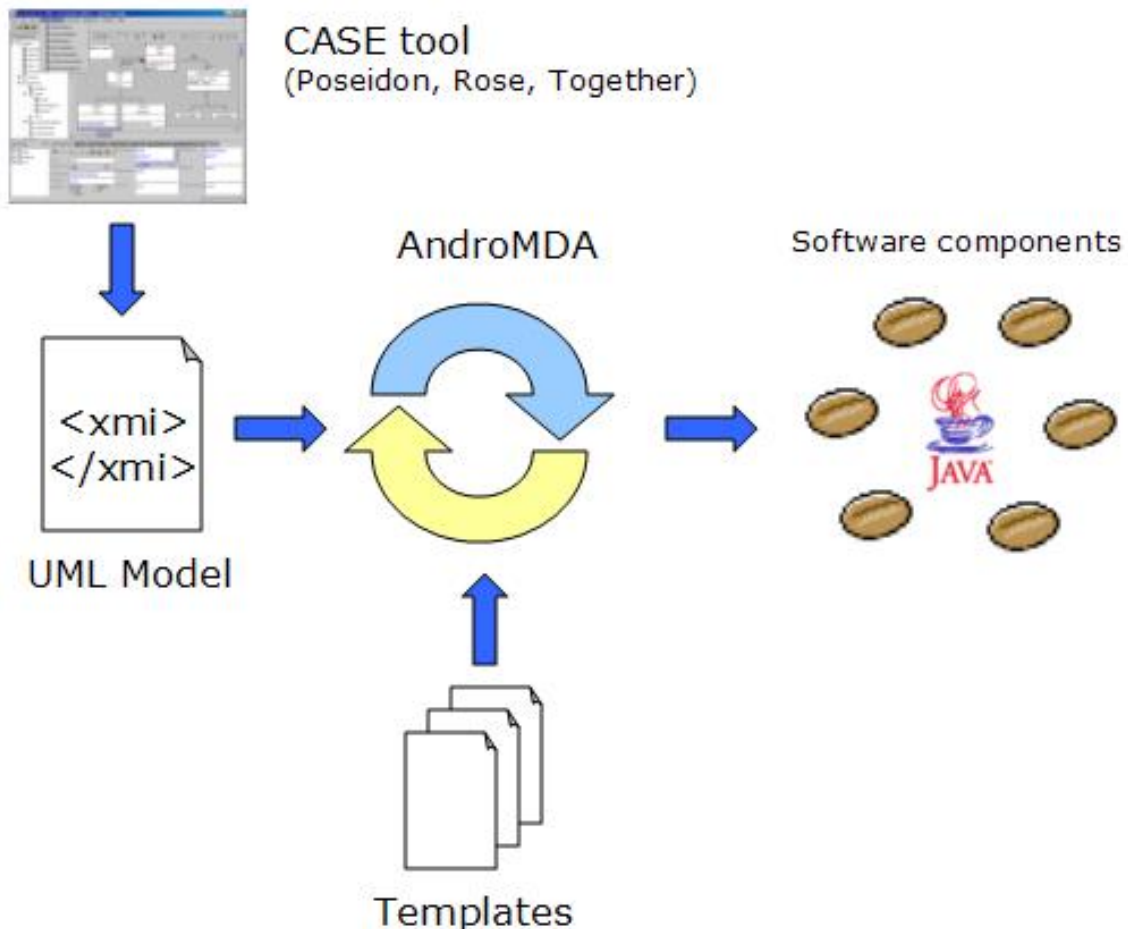 CASE tool
(Poseidon, Rose, Together)
AndroMDA
Software components
<xmi>
</xmi>
JAVA
UML Model
Templates